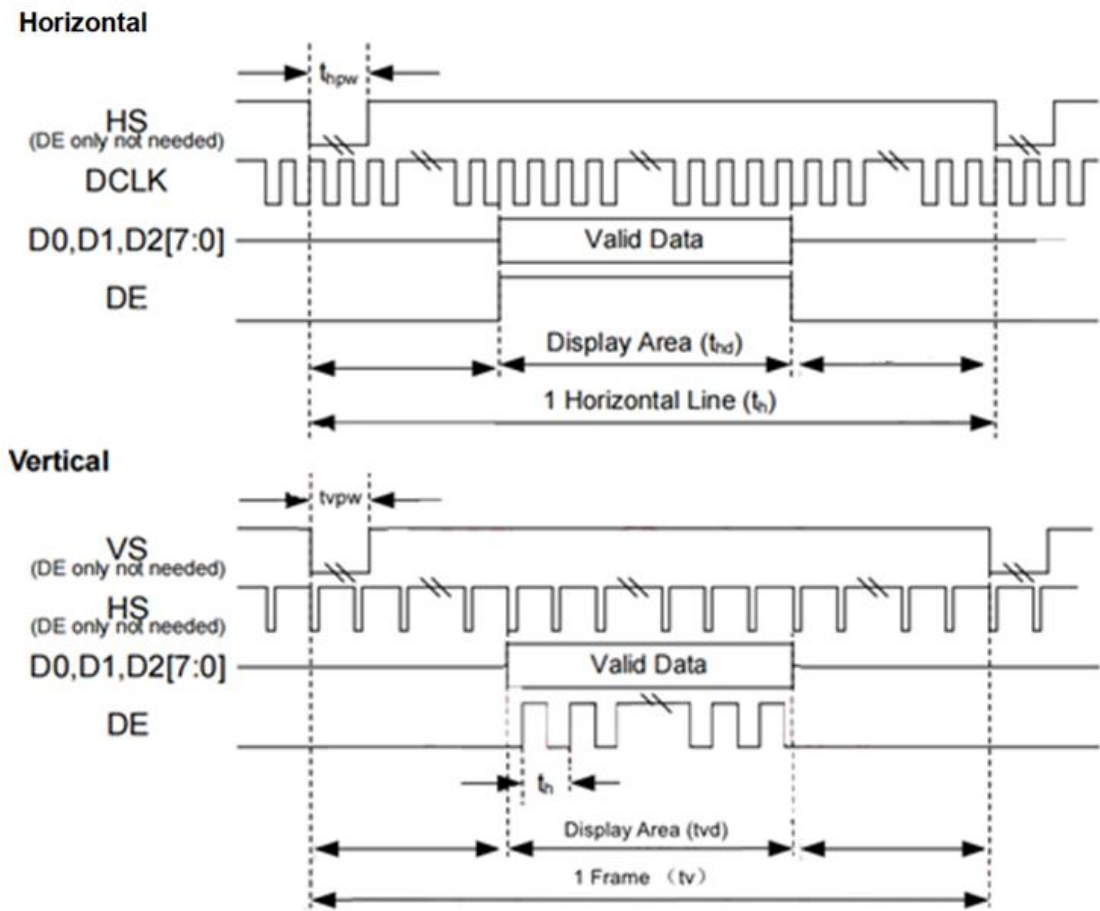 Horizontal
thpw
HS
(DE only not needed)
DCLK
D0,D1,D2[7:0]
Valid Data
DE
Display Area (thd)
1 Horizontal Line (th)
Vertical
tvpw
VS
(DE only not needed)
HS
(DE only not needed)
D0,D1,D2[7:0]
Valid Data
DE
th
Display Area (tvd)
1 Frame （tv）